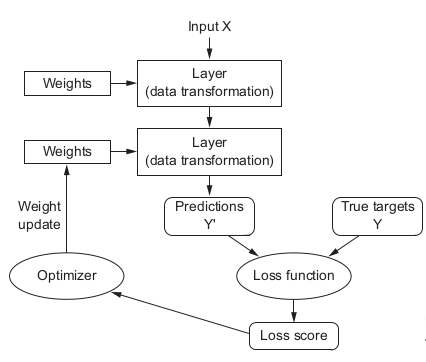 Input X
Weights
Layer
(data transformation)
Weights
Layer
(data transformation)
Weight
update
Predictions
Y'
True targets
Y
Optimizer
Loss function
Loss score